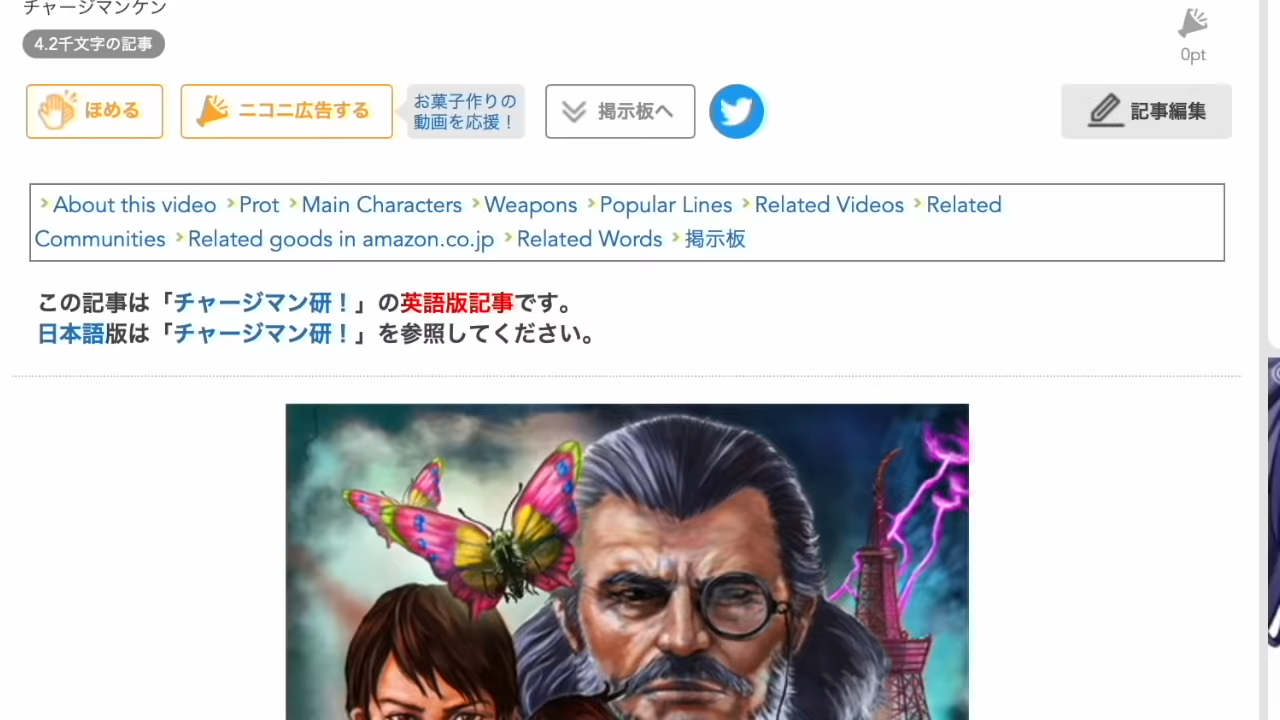 チャージマンケン
4.2千文字の記事
0pt
ほめる
ニコニ広告する
お菓子作りの
動画を応援！
掲示板へ
記事編集
About this video Prot Main Characters Weapons Popular Lines Related Videos Related
Communities Related goods in amazon.co.jp Related Words 掲示板
この記事は「チャージマン研！」の英語版記事です。
日本語版は「チャージマン研！」を参照してください。